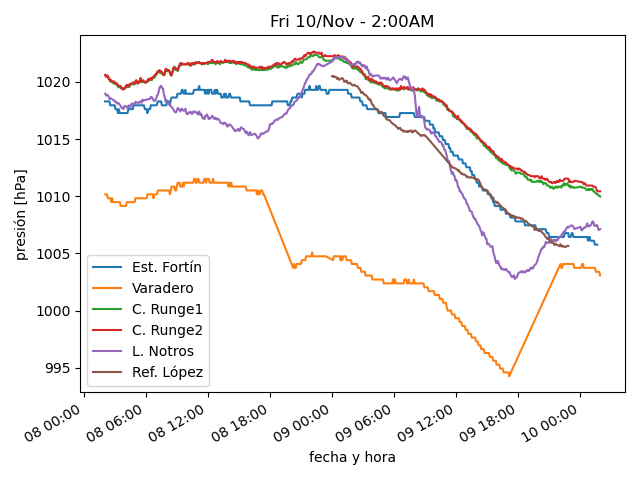 Fri 10/Nov - 2:00AM
presión [hPa]
1020
1015
1010
1005
1000
995
Est. Fortín
Varadero
C. Runge1
C. Runge2
L. Notros
Ref. López
08 00:00
08 06:00
08 12:00
08 18:00
09 00:00
09 06:00
09 12:00
09 18:00
10 00:00
fecha y hora